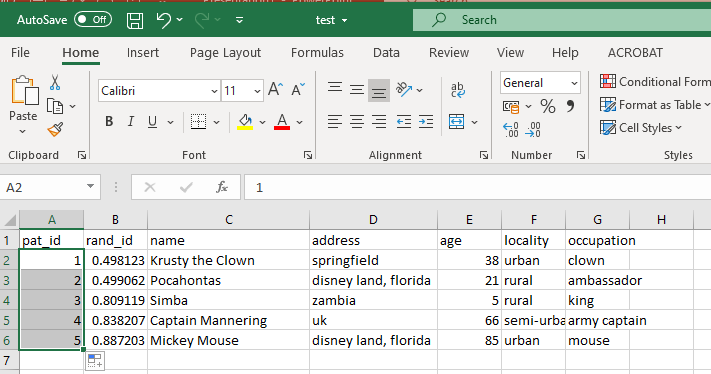 AutoSave Off test Search
File Home Insert Page Layout Formulas Data Review View Help ACROBAT
Calibri 11 General Conditional Form
Paste Format as Table
B I U A % Cell Styles
Clipboard Font Alignment Number Styles
A2 fx 1
A B C D E F G H
1 pat_id rand_id name address age locality occupation
2 1 0.498123 Krusty the Clown springfield 38 urban clown
3 2 0.499062 Pocahontas disney land, florida 21 rural ambassador
4 3 0.809119 Simba zambia 5 rural king
5 4 0.838207 Captain Mannering uk 66 semi-urba army captain
6 5 0.887203 Mickey Mouse disney land, florida 85 urban mouse
7